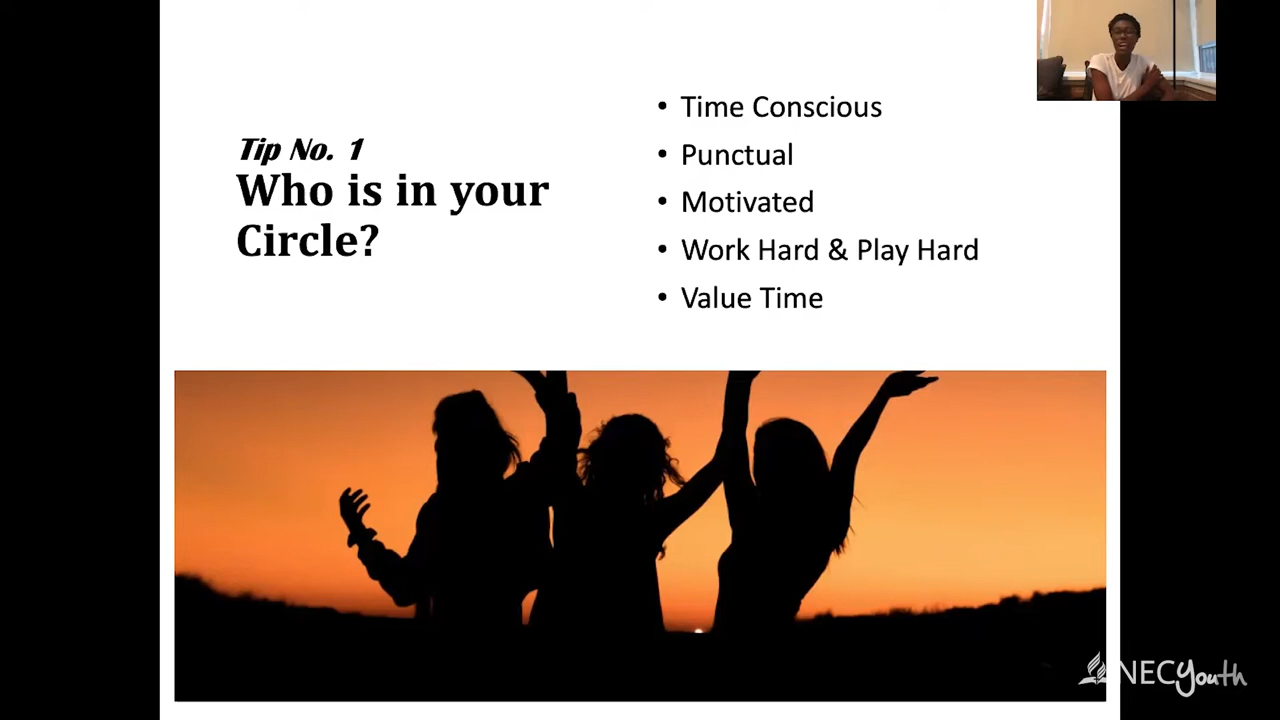 Tip No. 1
Who is in your
Circle?
• Time Conscious
• Punctual
• Motivated
• Work Hard & Play Hard
• Value Time
NECyouth